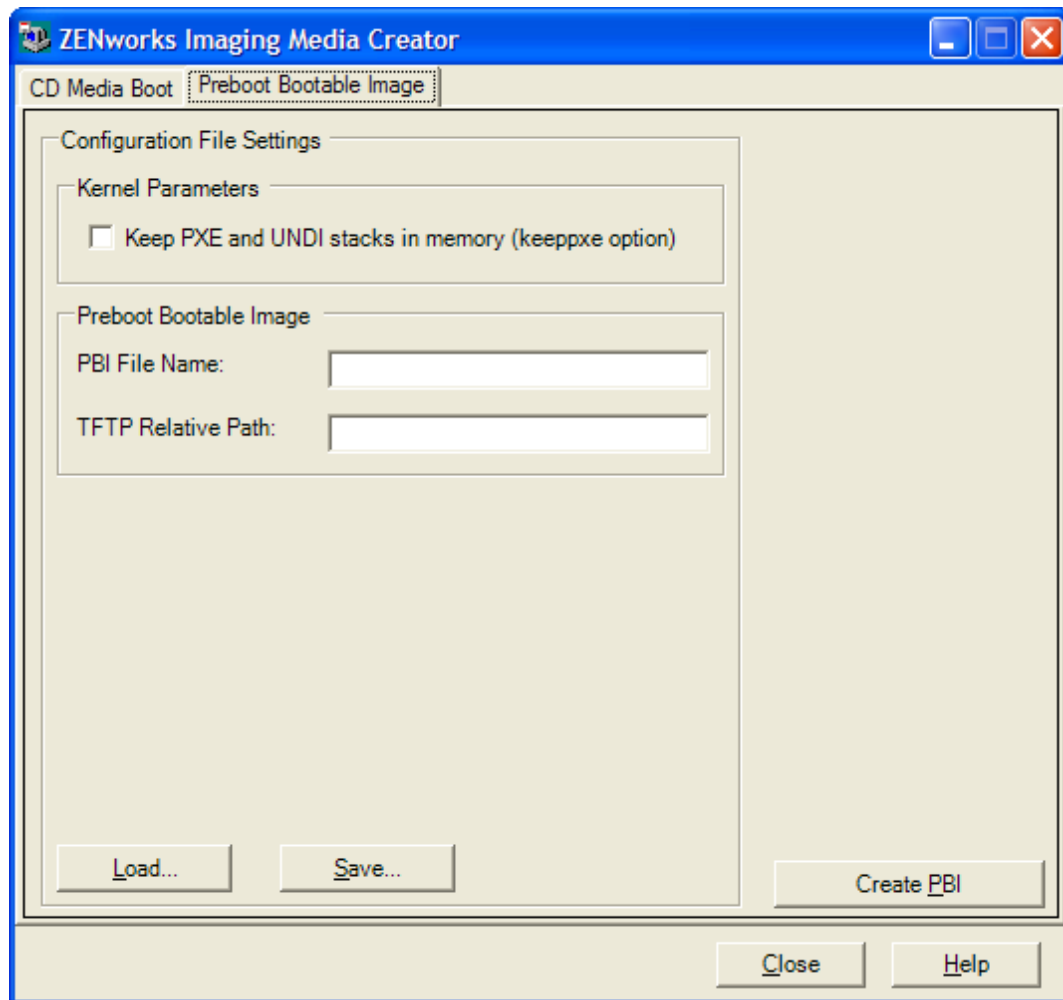 ZENworks Imaging Media Creator
CD Media Boot Preboot Bootable Image
Configuration File Settings
Kernel Parameters
Keep PXE and UNDI stacks in memory (keeppxe option)
Preboot Bootable Image
PBI File Name:
TFTP Relative Path:
Load... Save...
Create PBI
Close Help